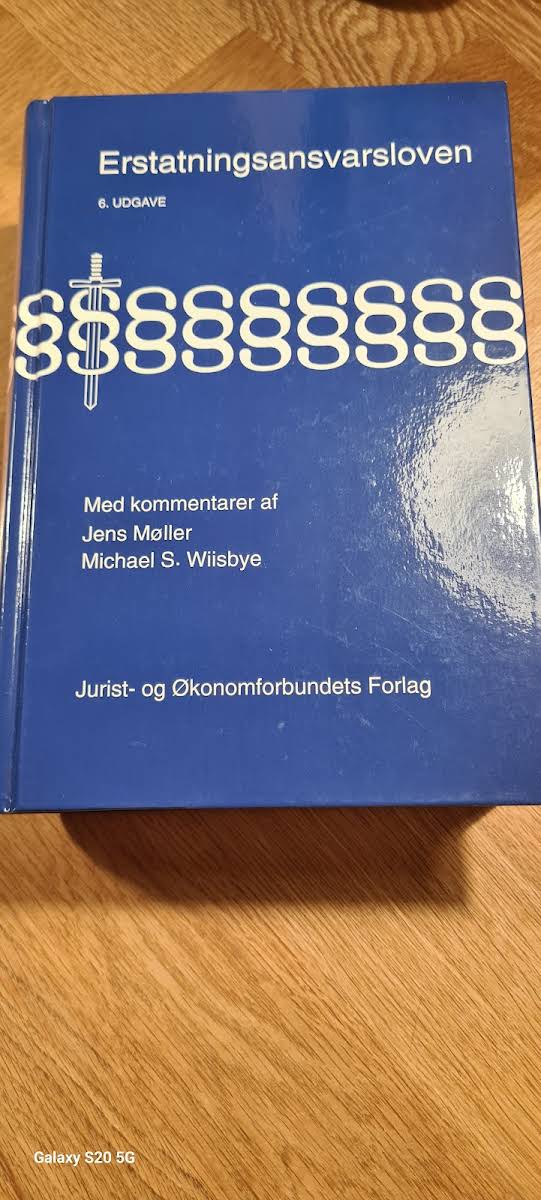 Erstatningsansvarsloven
6. UDGAVE
§§§§§§§§§
Med kommentarer af
Jens Møller
Michael S. Wiisbye
Jurist- og Økonomforbundets Forlag
Galaxy S20 5G